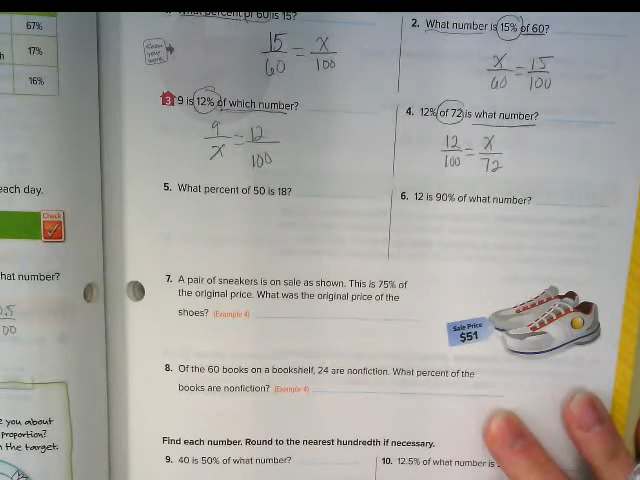 67%
17%
16%
each day.
Check
hat number?
0.5
00
e you about
proportion?
n the target.
What percent of 60 is 15?
Show your work.
15/60 = x/100
2. What number is 15% of 60?
x/60 = 15/100
3 9 is 12% of which number?
9/x = 12/100
4. 12% of 72 is what number?
12/100 = x/72
5. What percent of 50 is 18?
6. 12 is 90% of what number?
7. A pair of sneakers is on sale as shown. This is 75% of
the original price. What was the original price of the
shoes? (Example 4)
Sale Price
$51
8. Of the 60 books on a bookshelf, 24 are nonfiction. What percent of the
books are nonfiction? (Example 4)
Find each number. Round to the nearest hundredth if necessary.
9. 40 is 50% of what number?
10. 12.5% of what number is